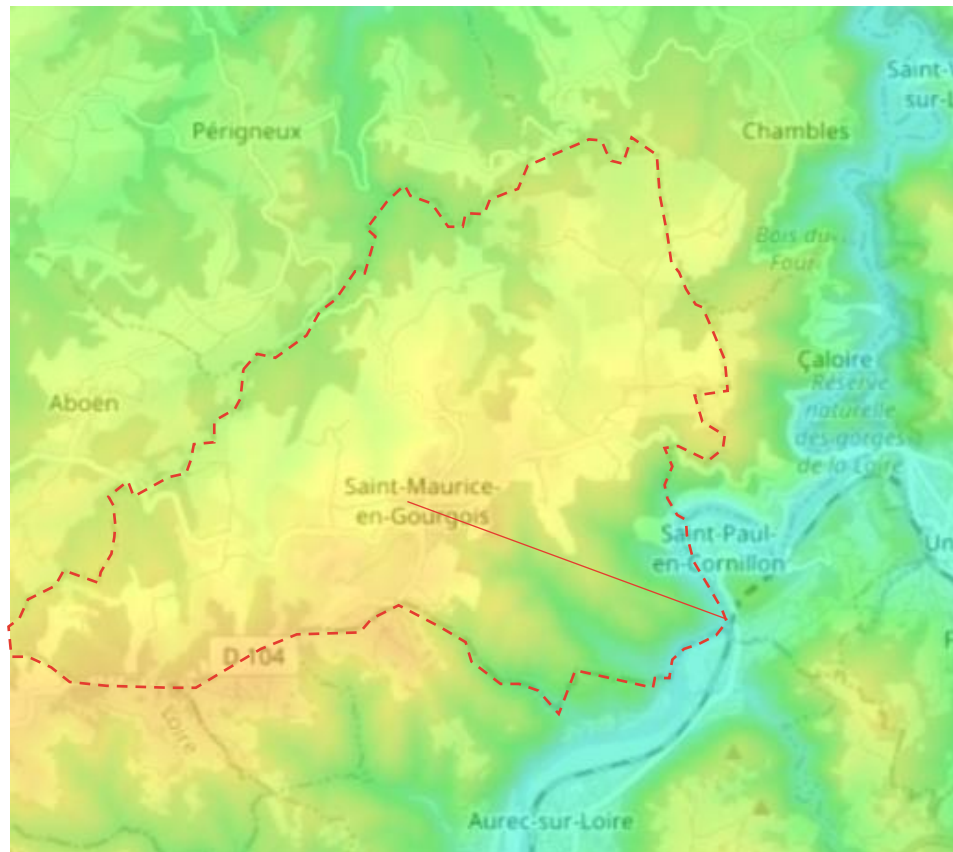 Saint-
sur-L
Périgneux
Chambles
Bois du
Four
Çaloire
Réserve
naturelle
des gorges
de la Loire
Aboën
Saint-Maurice-
en-Gourgois
Saint-Paul-
en-Cornillon
Un
D 104
Loire
Aurec-sur-Loire